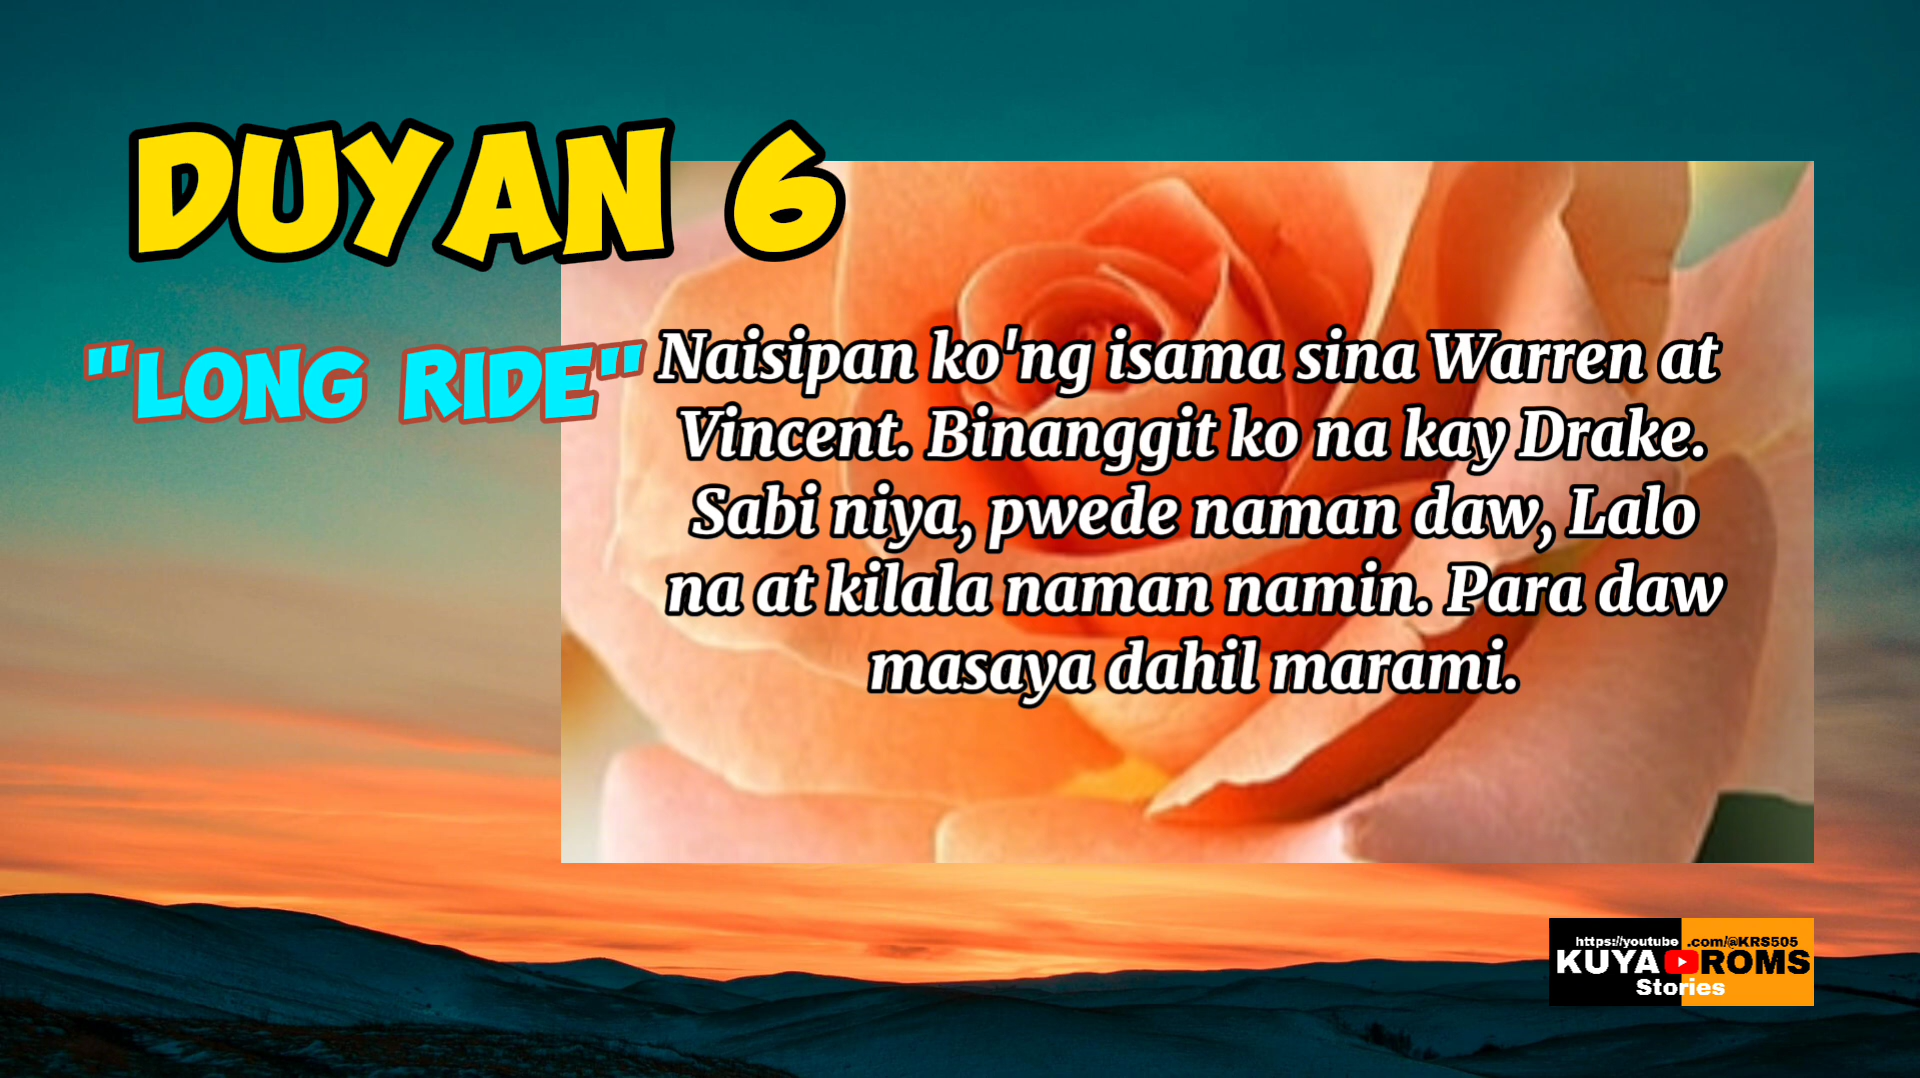 DUYAN 6
"LONG RIDE"
Naisipan ko'ng isama sina Warren at
Vincent. Binanggit ko na kay Drake.
Sabi niya, pwede naman daw, Lalo
na at kilala naman namin. Para daw
masaya dahil marami.
https://youtube.com/@KRS505
KUYA ROMS
Stories